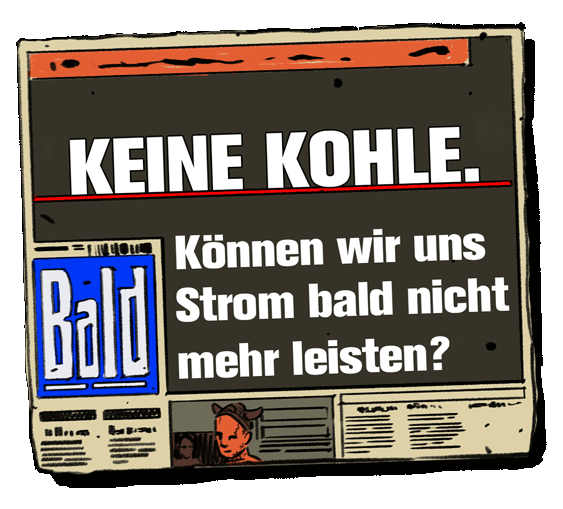 KEINE KOHLE.
Können wir uns
Strom bald nicht
mehr leisten?
Bald